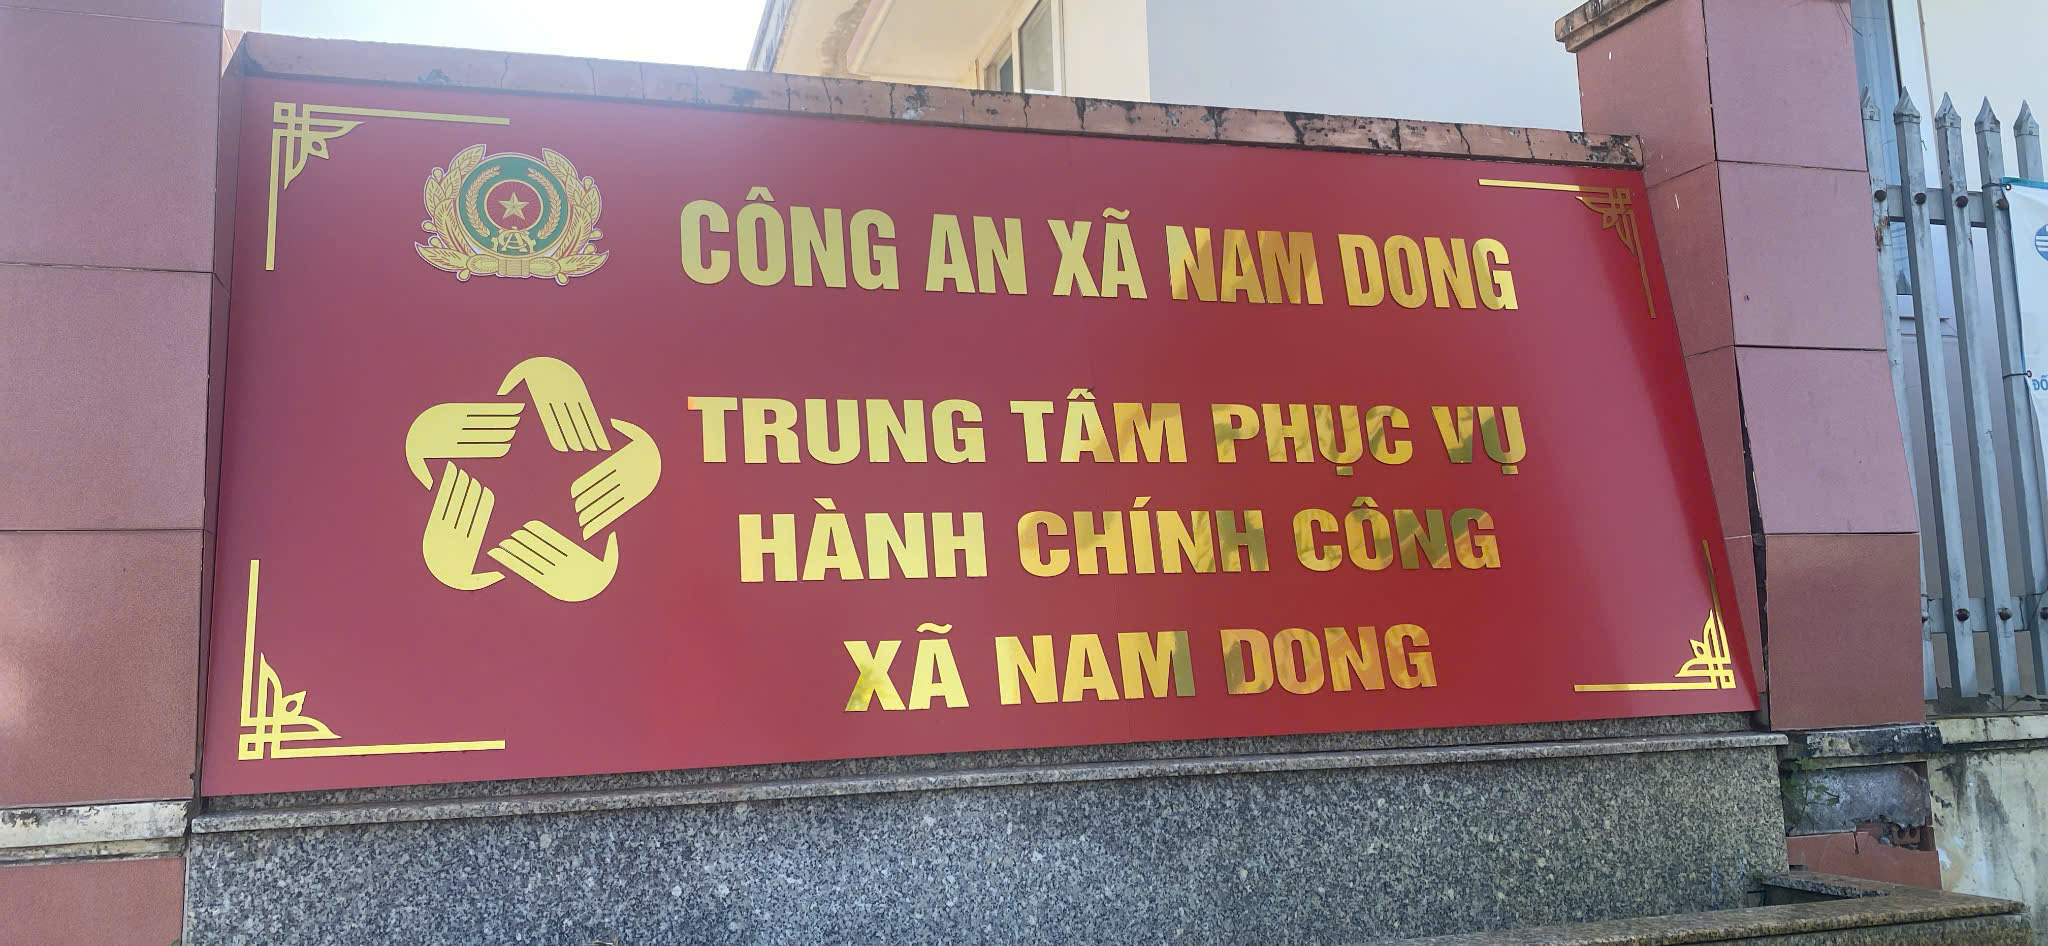 CÔNG AN XÃ NAM DONG
TRUNG TÂM PHỤC VỤ
HÀNH CHÍNH CÔNG
XÃ NAM DONG